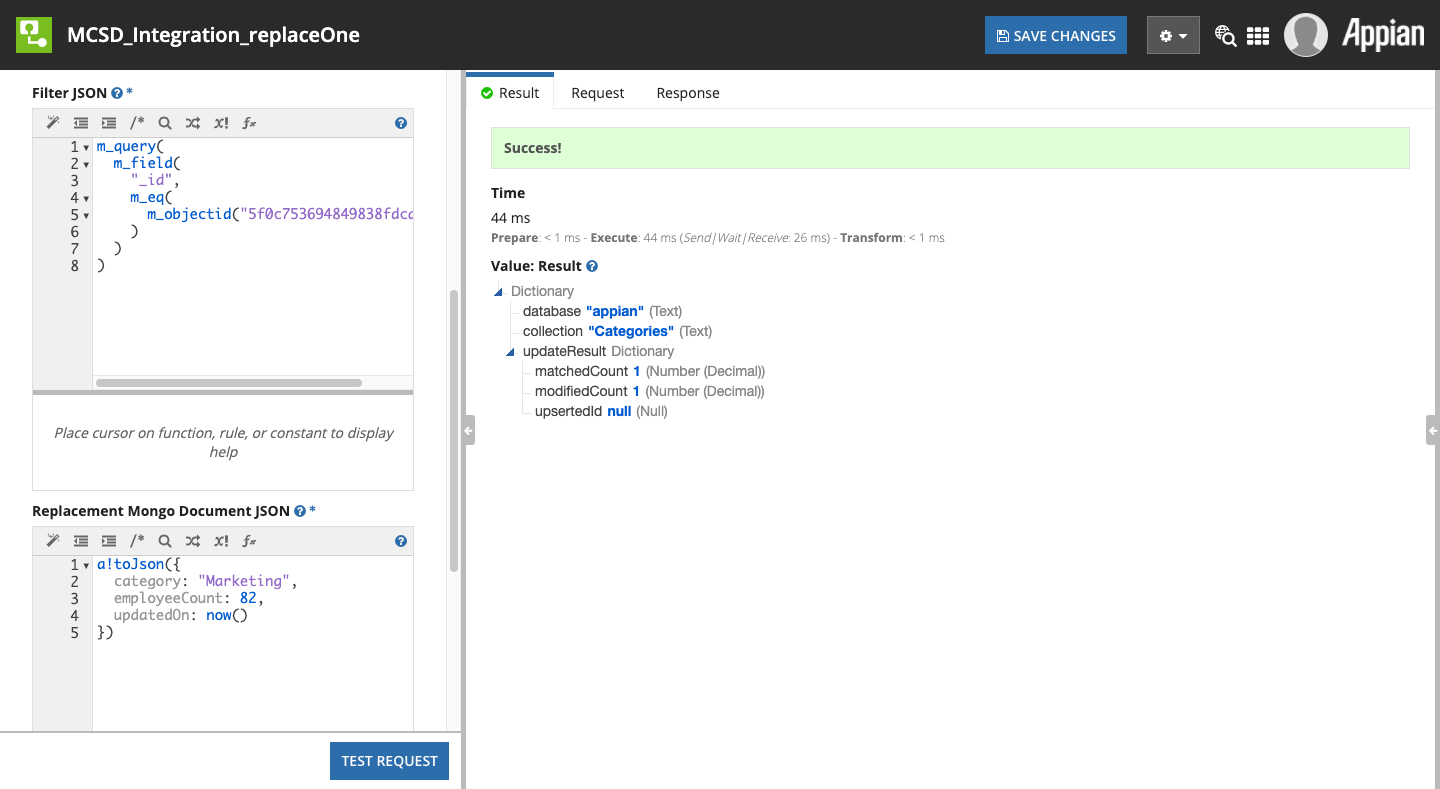 MCSD_Integration_replaceOne
SAVE CHANGES
Appian
Filter JSON ? *
/*
x!
1 m_query(
2 m_field(
3 "_id",
4 m_eq(
5 m_objectid("5f0c753694849838fdcd
6 )
7 )
8 )
Place cursor on function, rule, or constant to display
help
Replacement Mongo Document JSON ? *
/*
x!
1 a!toJson({
2 category: "Marketing",
3 employeeCount: 82,
4 updatedOn: now()
5 })
TEST REQUEST
Result Request Response
Success!
Time
44 ms
Prepare: < 1 ms - Execute: 44 ms (Send|Wait|Receive: 26 ms) - Transform: < 1 ms
Value: Result ?
Dictionary
database "appian" (Text)
collection "Categories" (Text)
updateResult Dictionary
matchedCount 1 (Number (Decimal))
modifiedCount 1 (Number (Decimal))
upsertedId null (Null)